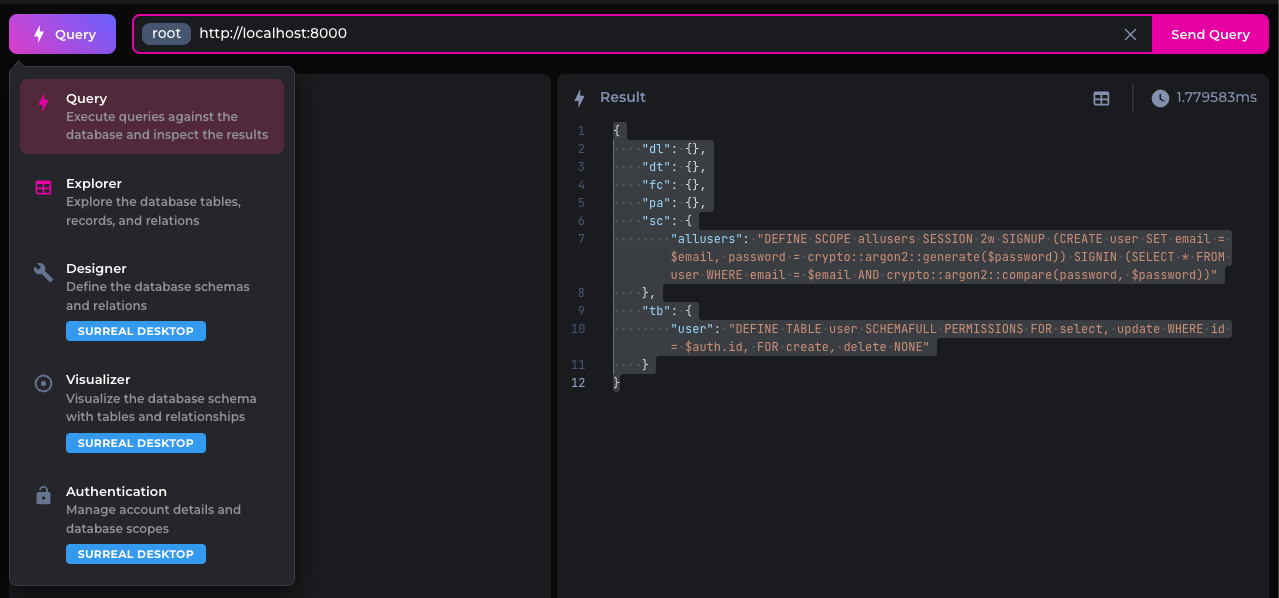 Query
root http://localhost:8000
Send Query
Query
Execute queries against the
database and inspect the results
Explorer
Explore the database tables,
records, and relations
Designer
Define the database schemas
and relations
SURREAL DESKTOP
Visualizer
Visualize the database schema
with tables and relationships
SURREAL DESKTOP
Authentication
Manage account details and
database scopes
SURREAL DESKTOP
Result
1.779583ms
1 {
2 ····"dl":·{},
3 ····"dt":·{},
4 ····"fc":·{},
5 ····"pa":·{},
6 ····"sc":·{
7 ········"allusers":·"DEFINE·SCOPE·allusers·SESSION·2w·SIGNUP·(CREATE·user·SET·email·=·
$email,·password·=·crypto::argon2::generate($password))·SIGNIN·(SELECT·*·FROM·
user·WHERE·email·=·$email·AND·crypto::argon2::compare(password,·$password))"
8 ····},
9 ····"tb":·{
10 ········"user":·"DEFINE·TABLE·user·SCHEMAFULL·PERMISSIONS·FOR·select,·update·WHERE·id·
=·$auth.id,·FOR·create,·delete·NONE"
11 ····}
12 }